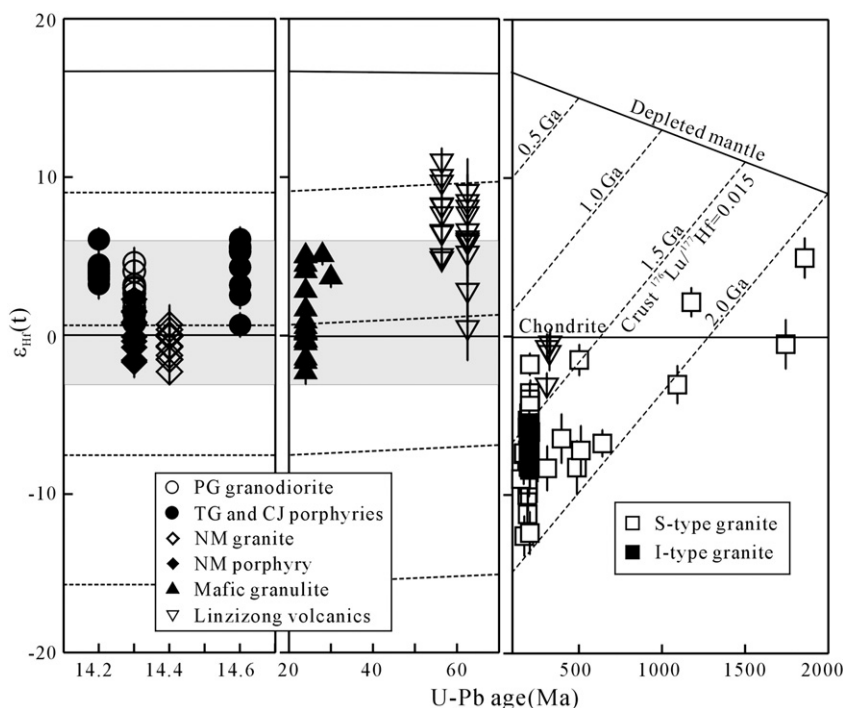 20
10
0
-10
-20
εHf(t)
0.5 Ga
1.0 Ga
1.5 Ga
2.0 Ga
Depleted mantle
Crust ¹⁷⁶Lu/¹⁷⁷Hf=0.015
Chondrite
PG granodiorite
TG and CJ porphyries
NM granite
NM porphyry
Mafic granulite
Linzizong volcanics
S-type granite
I-type granite
14.2 14.4 14.6 20 40 60 500 1000 1500 2000
U-Pb age(Ma)